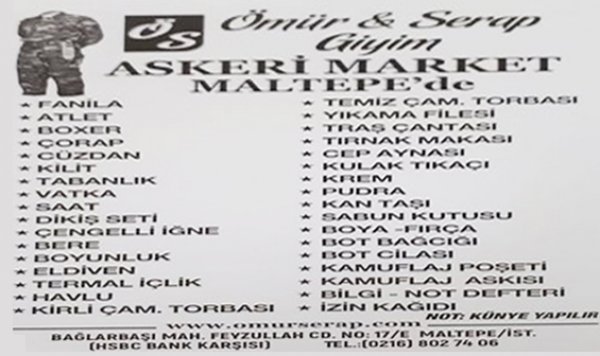 ÖS Ömür & Serap
Giyim
ASKERİ MARKET
MALTEPE'de
★ FANİLA
★ ATLET
★ BOXER
★ ÇORAP
★ CÜZDAN
★ KİLİT
★ TABANLIK
★ VATKA
★ SAAT
★ DİKİŞ SETİ
★ ÇENGELLİ İĞNE
★ BERE
★ BOYUNLUK
★ ELDİVEN
★ TERMAL İÇLİK
★ HAVLU
★ KİRLİ ÇAM. TORBASI
★ TEMİZ ÇAM. TORBASI
★ YIKAMA FİLESİ
★ TRAŞ ÇANTASI
★ TIRNAK MAKASI
★ CEP AYNASI
★ KULAK TIKAÇI
★ KREM
★ PUDRA
★ KAN TAŞI
★ SABUN KUTUSU
★ BOYA -FIRÇA
★ BOT BAĞCIĞI
★ BOT CİLASI
★ KAMUFLAJ POŞETİ
★ KAMUFLAJ ASKISI
★ BİLGİ - NOT DEFTERİ
★ İZİN KAĞIDI
NOT: KÜNYE YAPILIR
www.omurserap.com
BAĞLARBAŞI MAH. FEYZULLAH CD. NO: 17/E MALTEPE/İST.
(HSBC BANK KARŞISI) TEL.:(0216) 802 74 06